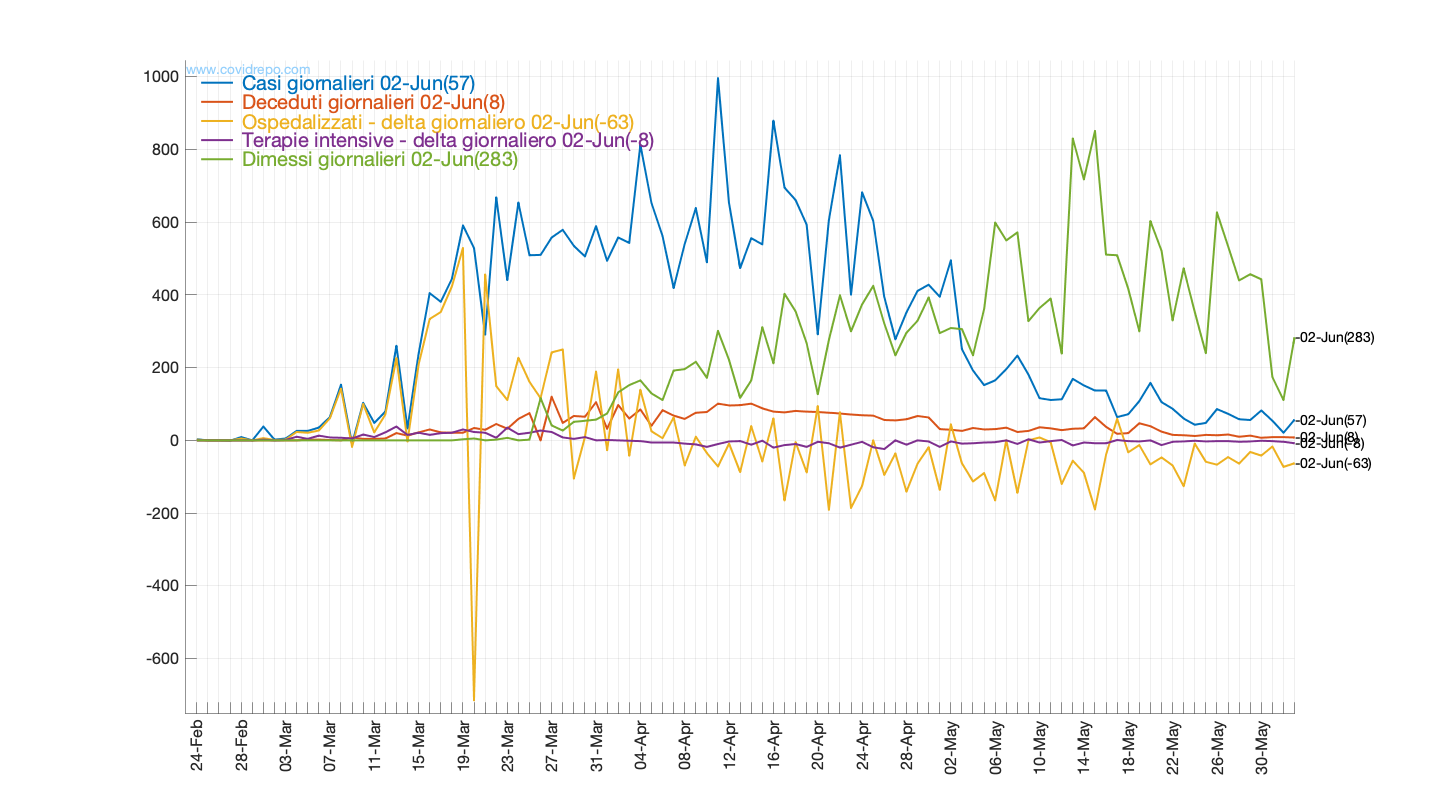 www.covidrepo.com
Casi giornalieri 02-Jun(57)
Deceduti giornalieri 02-Jun(8)
Ospedalizzati - delta giornaliero 02-Jun(-63)
Terapie intensive - delta giornaliero 02-Jun(-8)
Dimessi giornalieri 02-Jun(283)
1000
800
600
400
200
0
-200
-400
-600
-02-Jun(283)
-02-Jun(57)
-02-Jun(8)
-02-Jun(-8)
-02-Jun(-63)
24-Feb
28-Feb
03-Mar
07-Mar
11-Mar
15-Mar
19-Mar
23-Mar
27-Mar
31-Mar
04-Apr
08-Apr
12-Apr
16-Apr
20-Apr
24-Apr
28-Apr
02-May
06-May
10-May
14-May
18-May
22-May
26-May
30-May